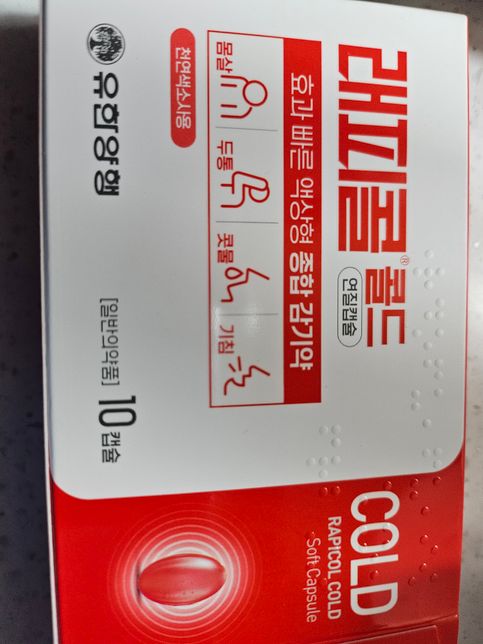 래피콜® 콜드
연질캡슐
효과 빠른 액상형 종합 감기약
몸살
두통
콧물
기침
천연색소사용
유한양행
[일반의약품] 10 캡슐
COLD
RAPICOL COLD
Soft Capsule